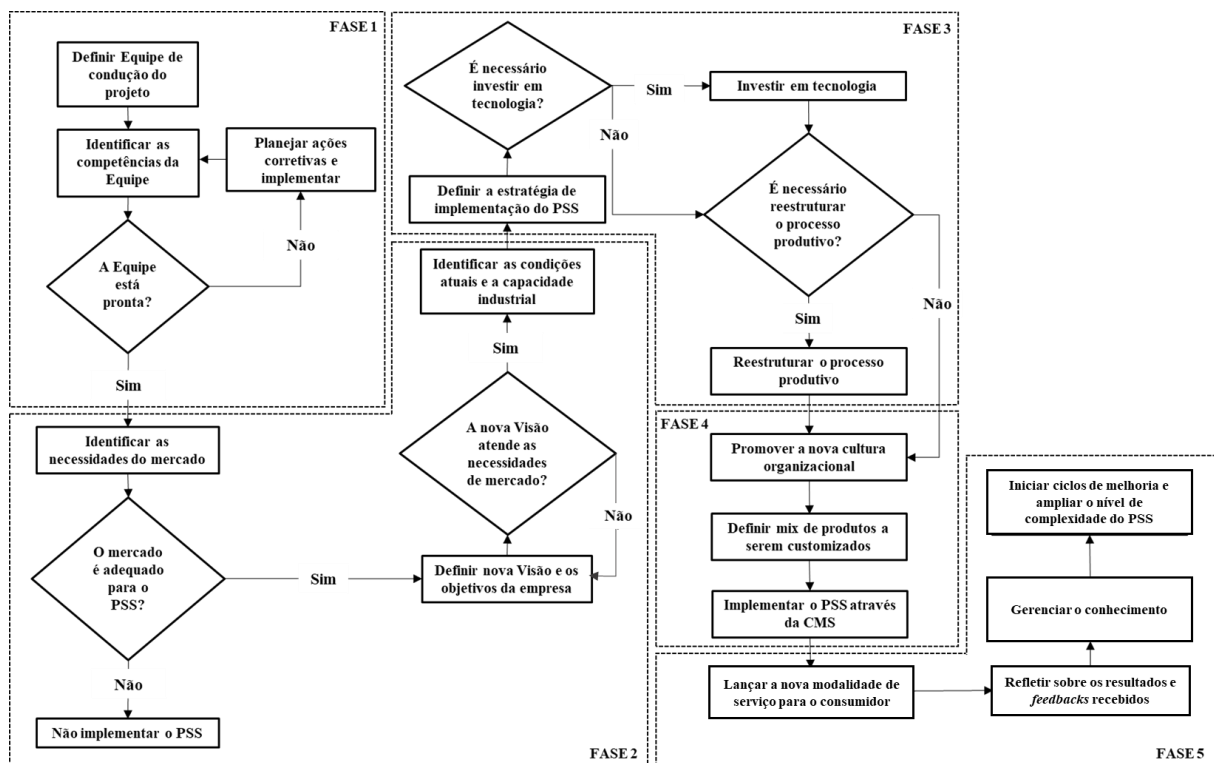 FASE 1
Definir Equipe de
condução do
projeto
Identificar as
competências da
Equipe
Planejar ações
corretivas e
implementar
Não
A Equipe
está
pronta?
Sim
Identificar as
necessidades do mercado
O mercado
é adequado
para o
PSS?
Sim
Não
Não implementar o PSS
Definir nova Visão e os
objetivos da empresa
A nova Visão
atende as
necessidades
de mercado?
Não
Sim
Identificar as condições
atuais e a capacidade
industrial
FASE 2
FASE 3
Definir a estratégia de
implementação do PSS
É necessário
investir em
tecnologia?
Sim
Não
Investir em tecnologia
É necessário
reestruturar
o processo
produtivo?
Não
Sim
Reestruturar o processo
produtivo
FASE 4
Promover a nova cultura
organizacional
Definir mix de produtos a
serem customizados
Implementar o PSS através
da CMS
Lançar a nova modalidade de
serviço para o consumidor
Refletir sobre os resultados e
feedbacks recebidos
Gerenciar o conhecimento
Iniciar ciclos de melhoria e
ampliar o nível de
complexidade do PSS
FASE 5